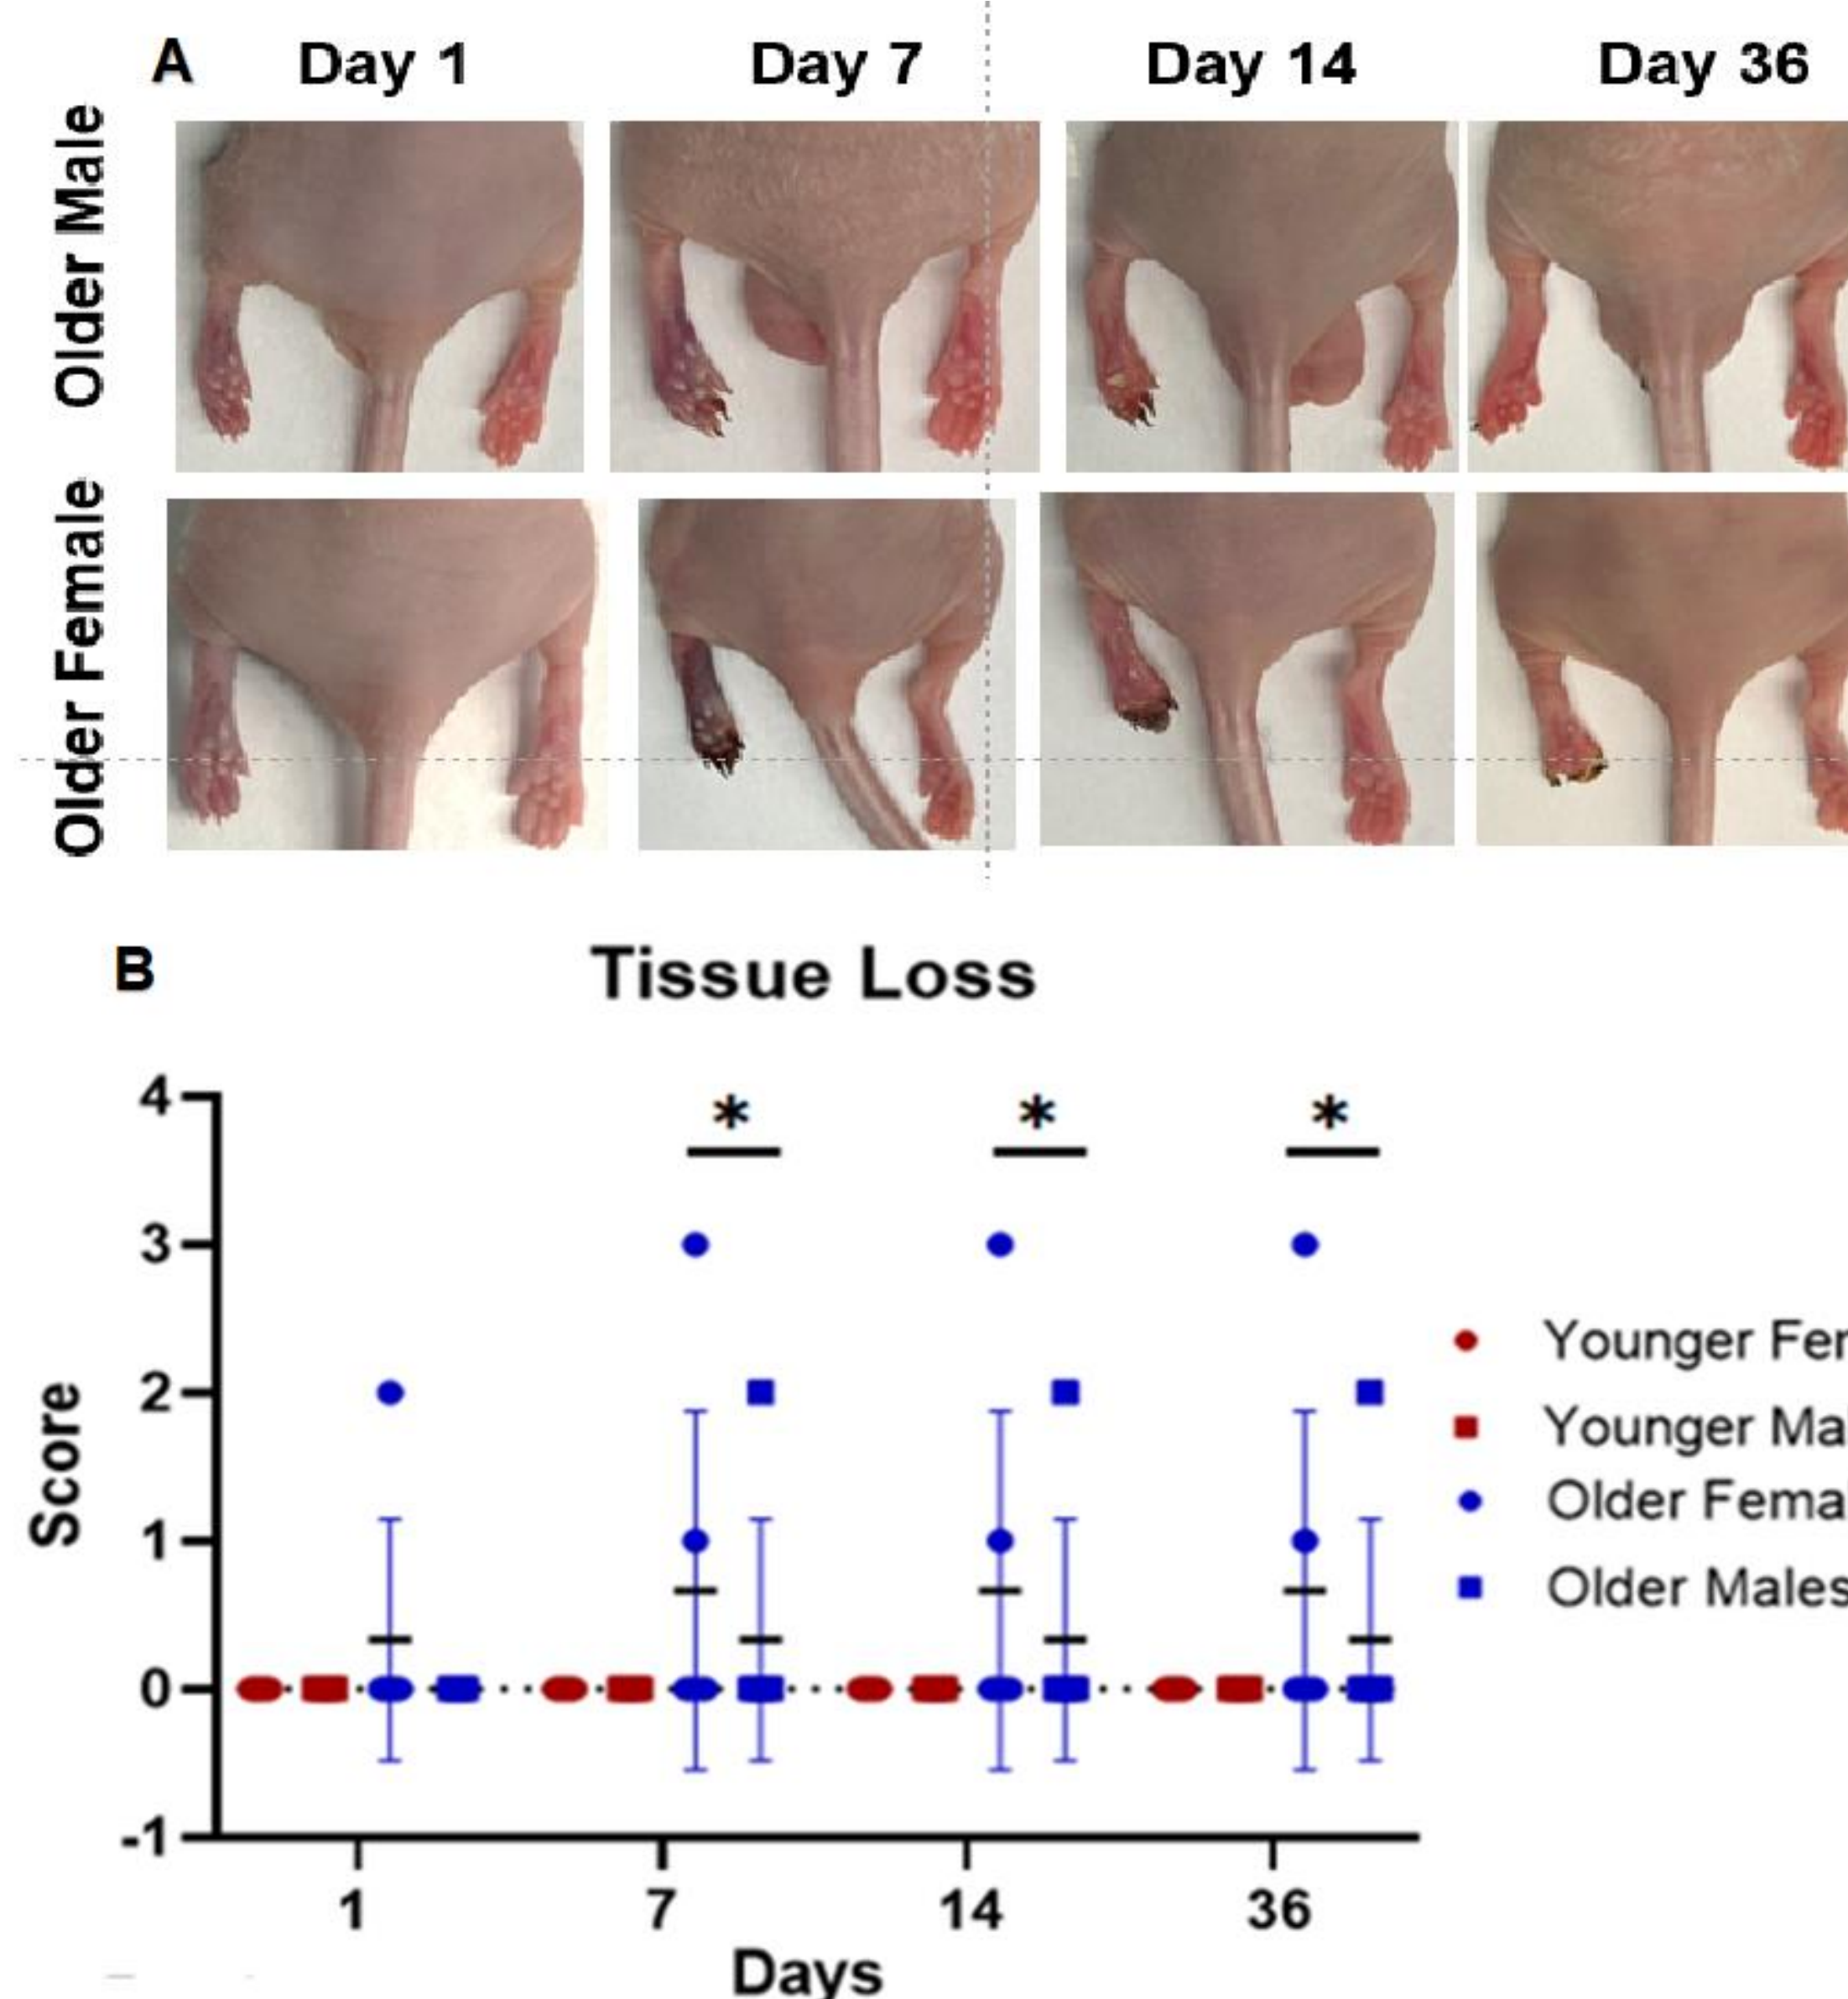 A
Day 1
Day 7
Day 14
Day 36
Older Male
Older Female
B
Tissue Loss
4
3
2
1
0
-1
Score
* * *
Younger Fer
Younger Ma
Older Fema
Older Males
1 7 14 36
Days